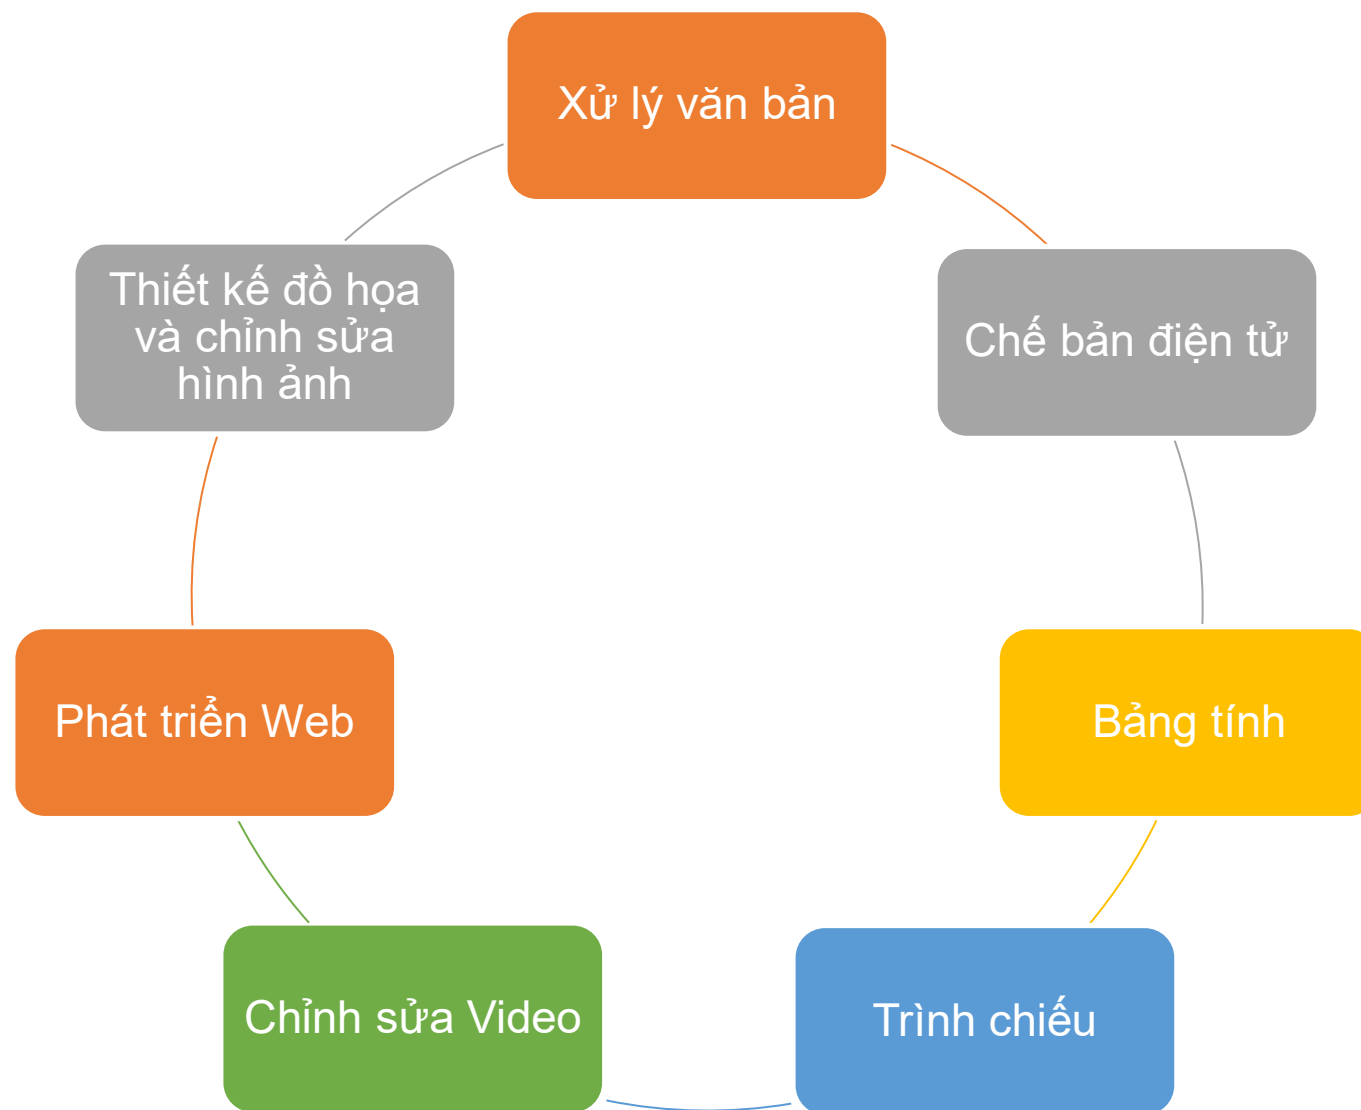 Xử lý văn bản
Chế bản điện tử
Bảng tính
Trình chiếu
Chỉnh sửa Video
Phát triển Web
Thiết kế đồ họa
và chỉnh sửa
hình ảnh